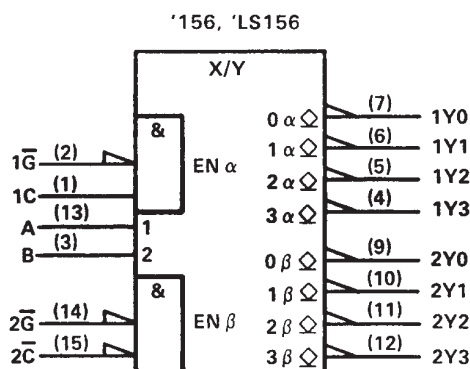 '156, 'LS156
X/Y
&
EN α
1G̅ (2)
1C (1)
A (13) 1
B (3) 2
&
EN β
2G̅ (14)
2C̅ (15)
0 α (7) 1Y0
1 α (6) 1Y1
2 α (5) 1Y2
3 α (4) 1Y3
0 β (9) 2Y0
1 β (10) 2Y1
2 β (11) 2Y2
3 β (12) 2Y3